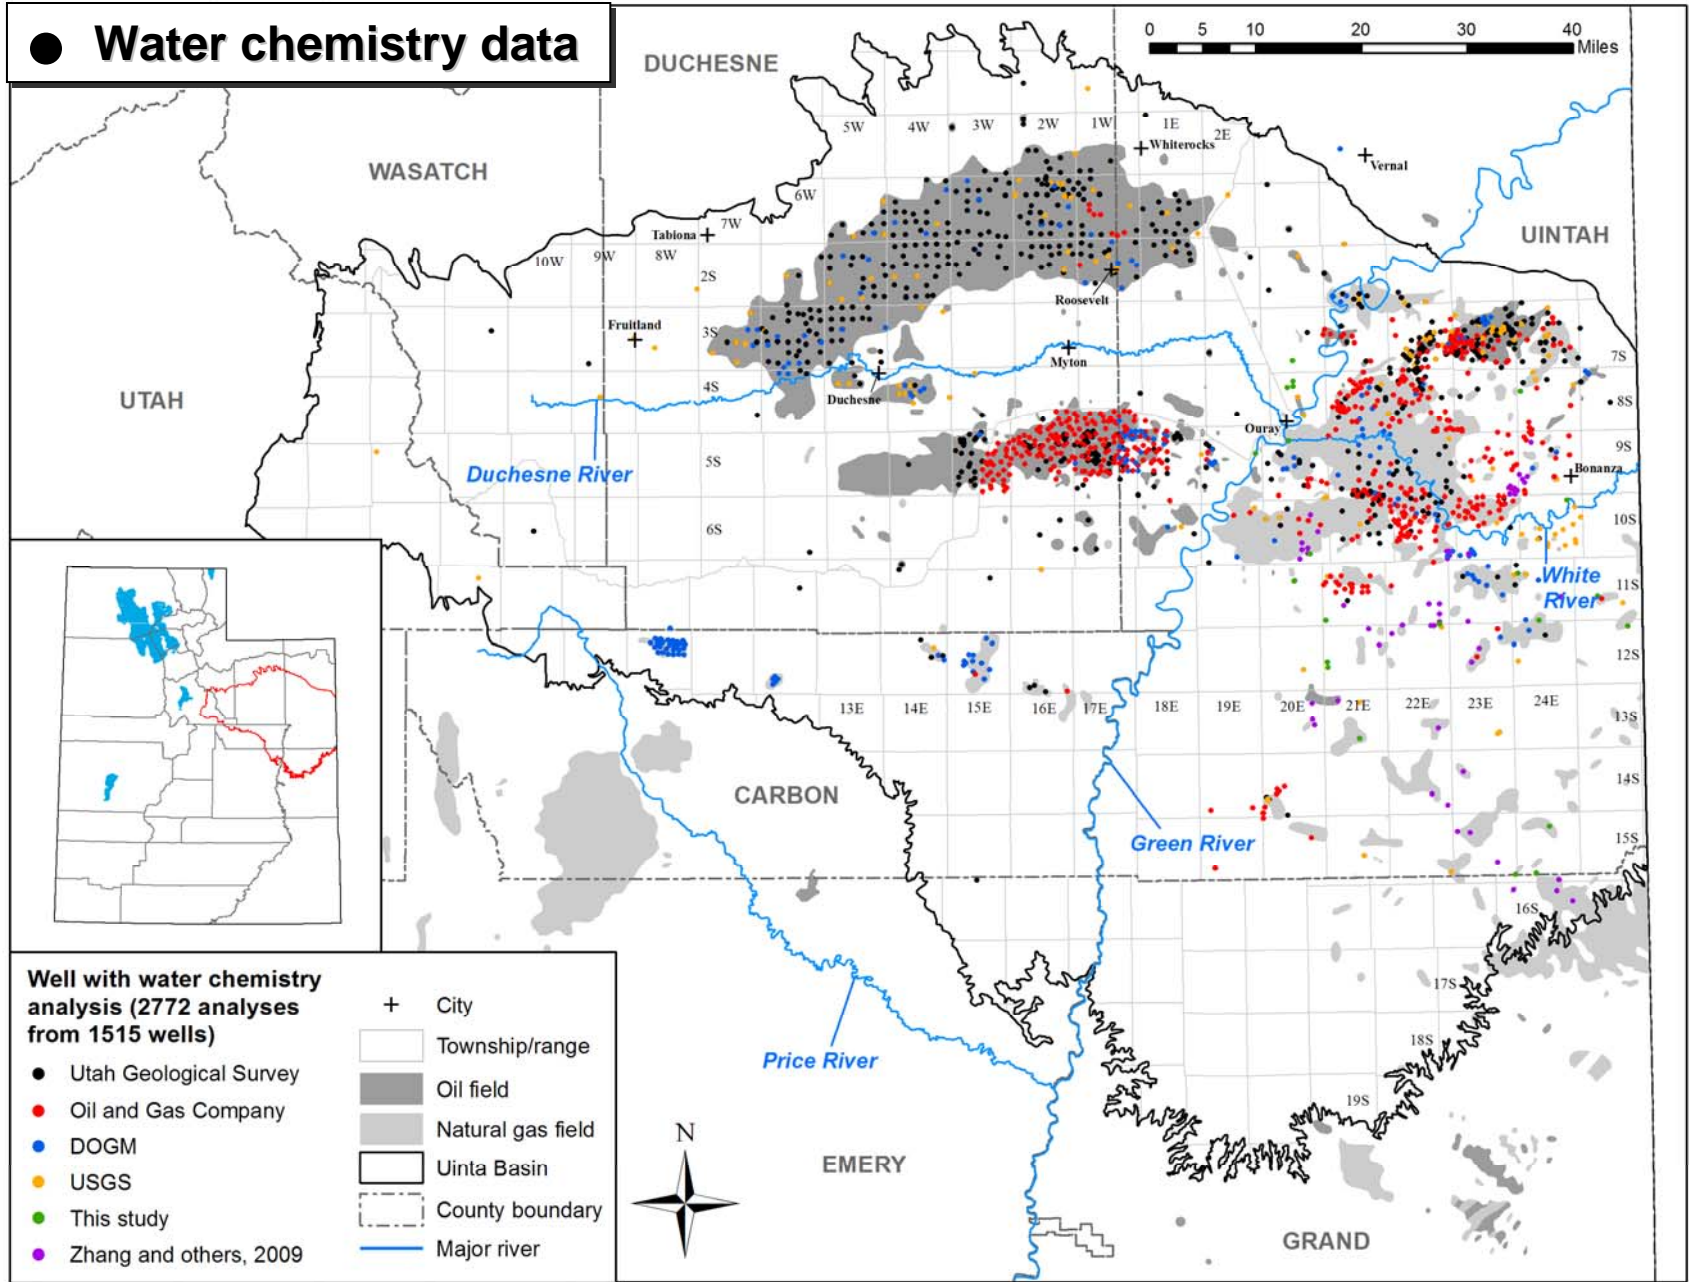 ● Water chemistry data
DUCHESNE
0 5 10 20 30 40
Miles
5W 4W 3W 2W 1W 1E 2E
Whiterocks
Vernal
WASATCH
6W
7W
Tabiona
UINTAH
10W 9W 8W
2S
Roosevelt
Fruitland
3S
7S
Myton
4S
UTAH
Duchesne
8S
Ouray
9S
5S
Bonanza
Duchesne River
10S
6S
White
River
11S
12S
13E 14E 15E 16E 17E 18E 19E 20E 21E 22E 23E 24E
13S
14S
CARBON
Green River
15S
16S
17S
18S
Price River
19S
N
EMERY
GRAND
Well with water chemistry
analysis (2772 analyses
from 1515 wells)
Utah Geological Survey
Oil and Gas Company
DOGM
USGS
This study
Zhang and others, 2009
City
Township/range
Oil field
Natural gas field
Uinta Basin
County boundary
Major river